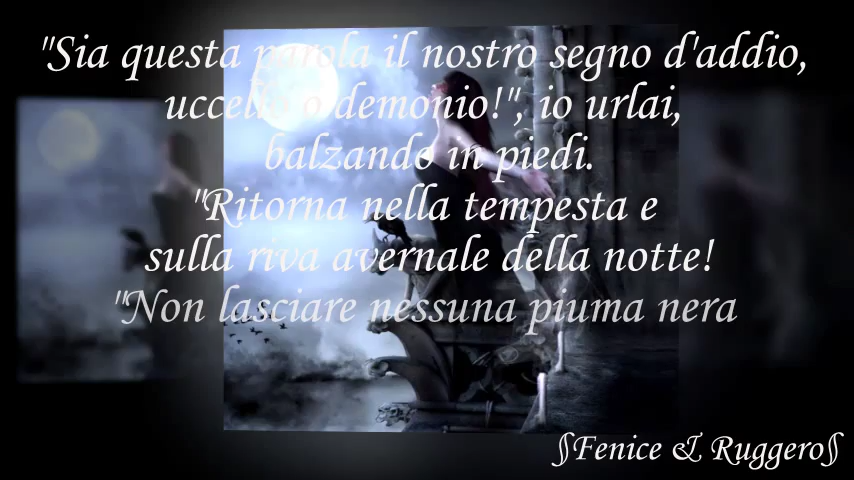 "Sia questa parola il nostro segno d'addio,
uccello o demonio!", io urlai,
balzando in piedi.
"Ritorna nella tempesta e
sulla riva avernale della notte!
"Non lasciare nessuna piuma nera
§Fenice & Ruggero§